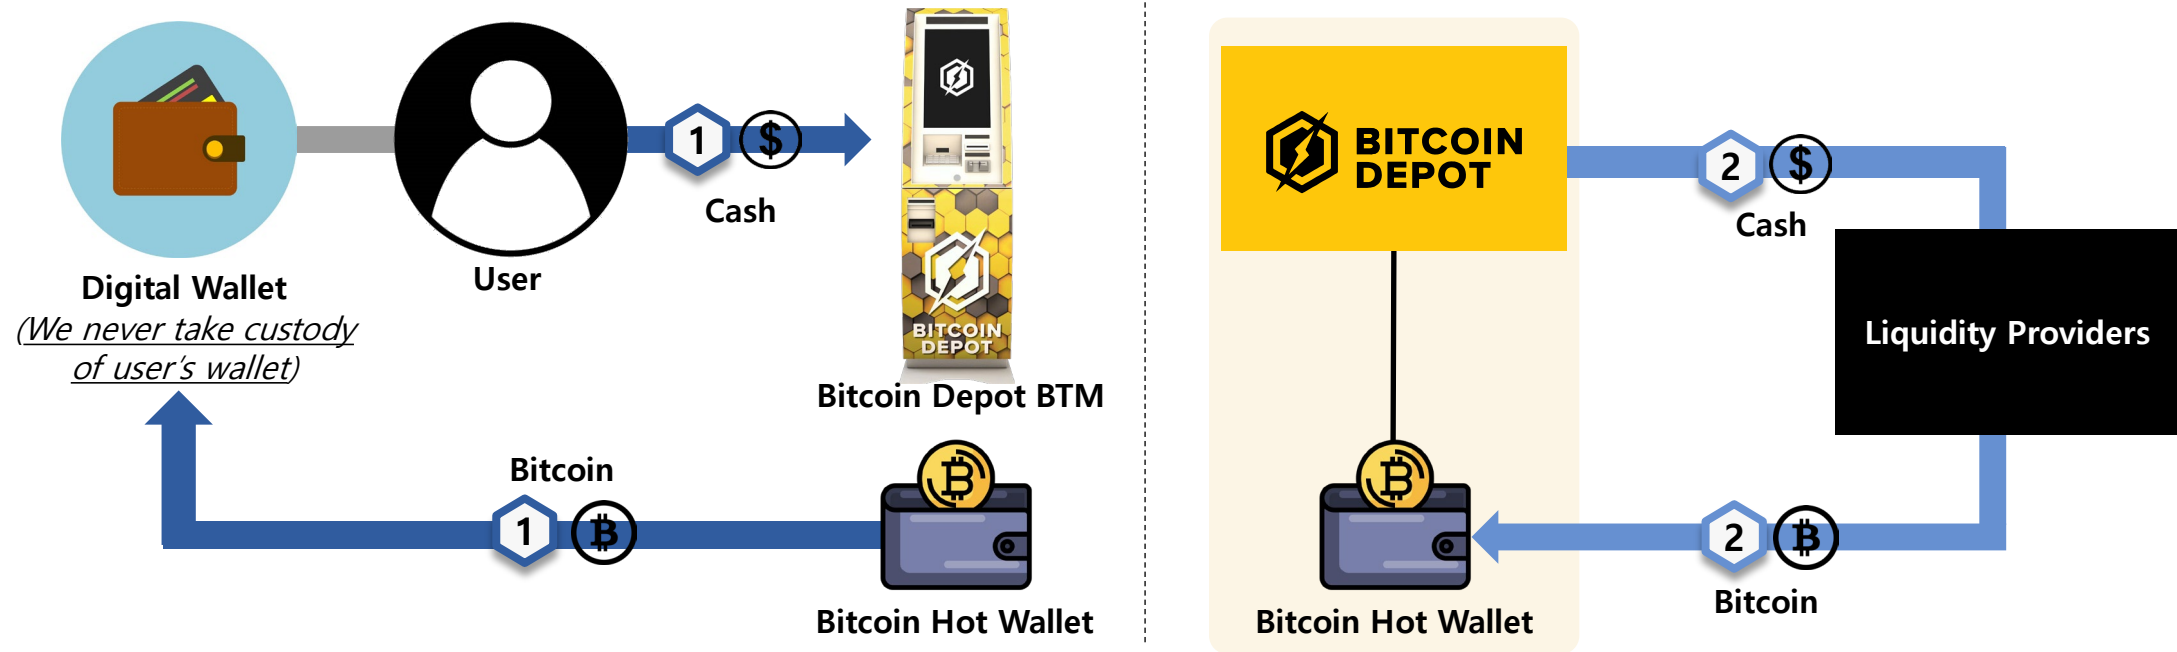 1
$
Cash
Digital Wallet
(We never take custody
of user's wallet)
User
BITCOIN
DEPOT
Bitcoin Depot BTM
Bitcoin
1
₿
₿
Bitcoin Hot Wallet
BITCOIN
DEPOT
2
$
Cash
Liquidity Providers
₿
2
₿
Bitcoin
Bitcoin Hot Wallet